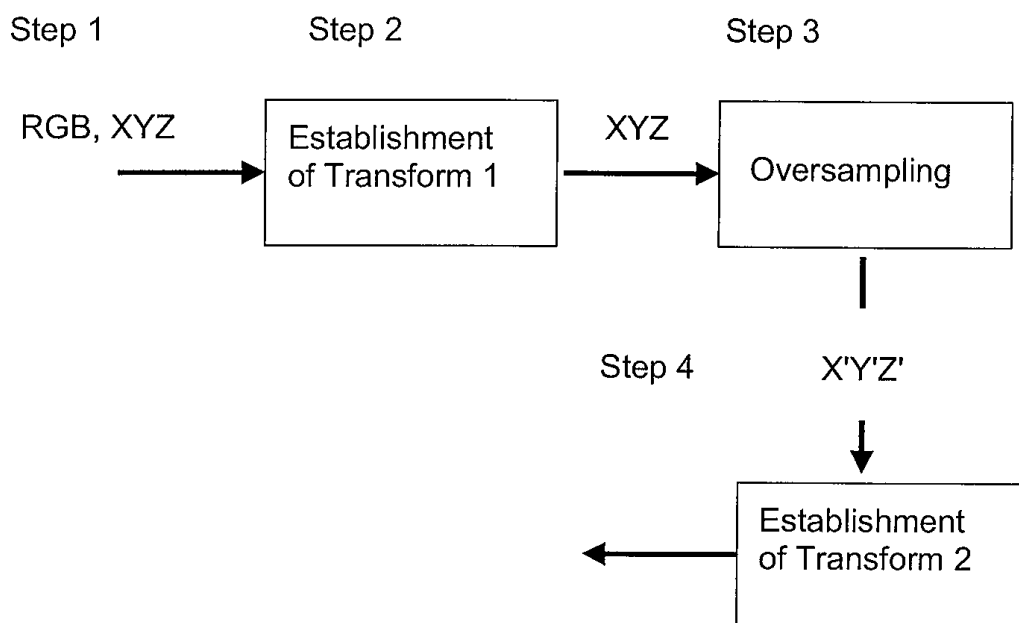 Step 1
Step 2
Step 3
RGB, XYZ
Establishment
of Transform 1
XYZ
Oversampling
Step 4
X'Y'Z'
Establishment
of Transform 2